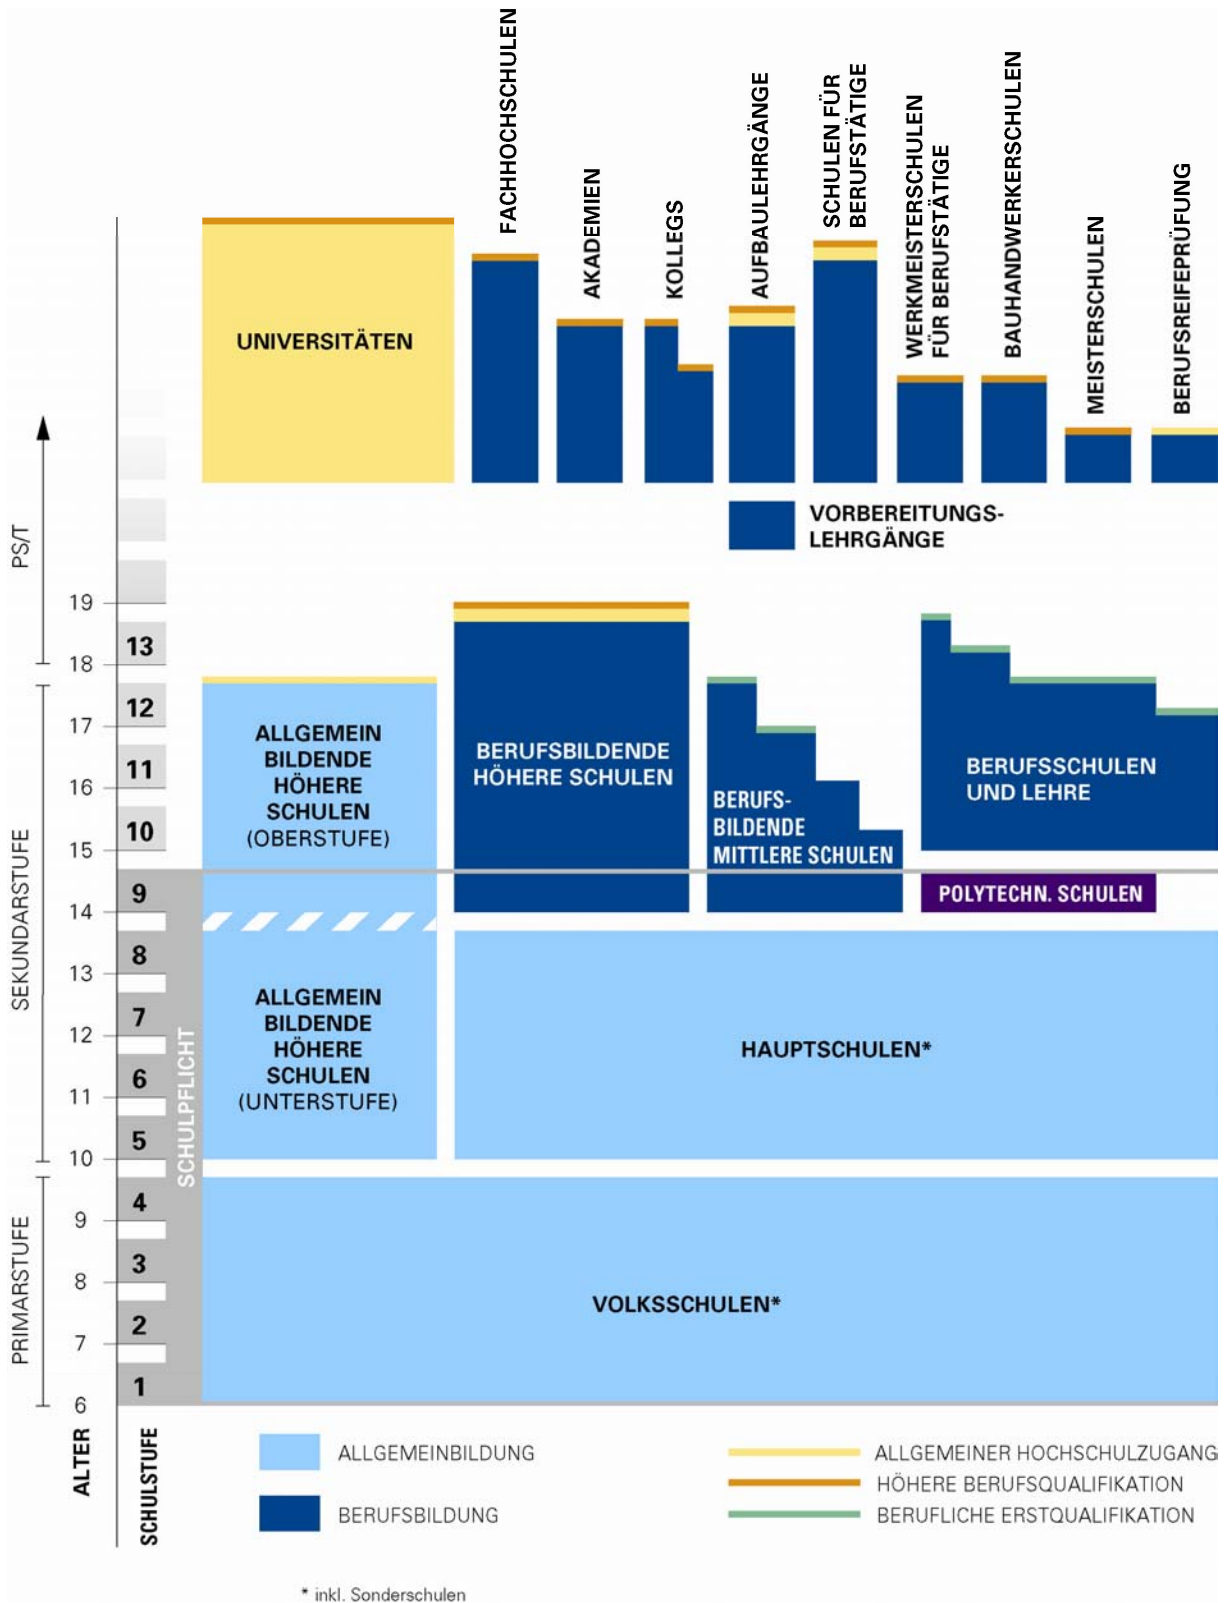 FACHHOCHSCHULEN
AKADEMIEN
KOLLEGS
AUFBAULEHRGÄNGE
SCHULEN FÜR
BERUFSTÄTIGE
WERKMEISTERSCHULEN
FÜR BERUFSTÄTIGE
BAUHANDWERKERSCHULEN
MEISTERSCHULEN
BERUFSREIFEPRÜFUNG
UNIVERSITÄTEN
VORBEREITUNGS-
LEHRGÄNGE
PS/T
SEKUNDARSTUFE
PRIMARSTUFE
19
18
17
16
15
14
13
12
11
10
9
8
7
6
ALTER
13
12
11
10
9
8
7
6
5
4
3
2
1
SCHULSTUFE
SCHULPFLICHT
ALLGEMEIN
BILDENDE
HÖHERE
SCHULEN
(OBERSTUFE)
BERUFSBILDENDE
HÖHERE SCHULEN
BERUFS-
BILDENDE
MITTLERE SCHULEN
BERUFSSCHULEN
UND LEHRE
POLYTECHN. SCHULEN
ALLGEMEIN
BILDENDE
HÖHERE
SCHULEN
(UNTERSTUFE)
HAUPTSCHULEN*
VOLKSSCHULEN*
ALLGEMEINBILDUNG
BERUFSBILDUNG
ALLGEMEINER HOCHSCHULZUGANG
HÖHERE BERUFSQUALIFIKATION
BERUFLICHE ERSTQUALIFIKATION
* inkl. Sonderschulen